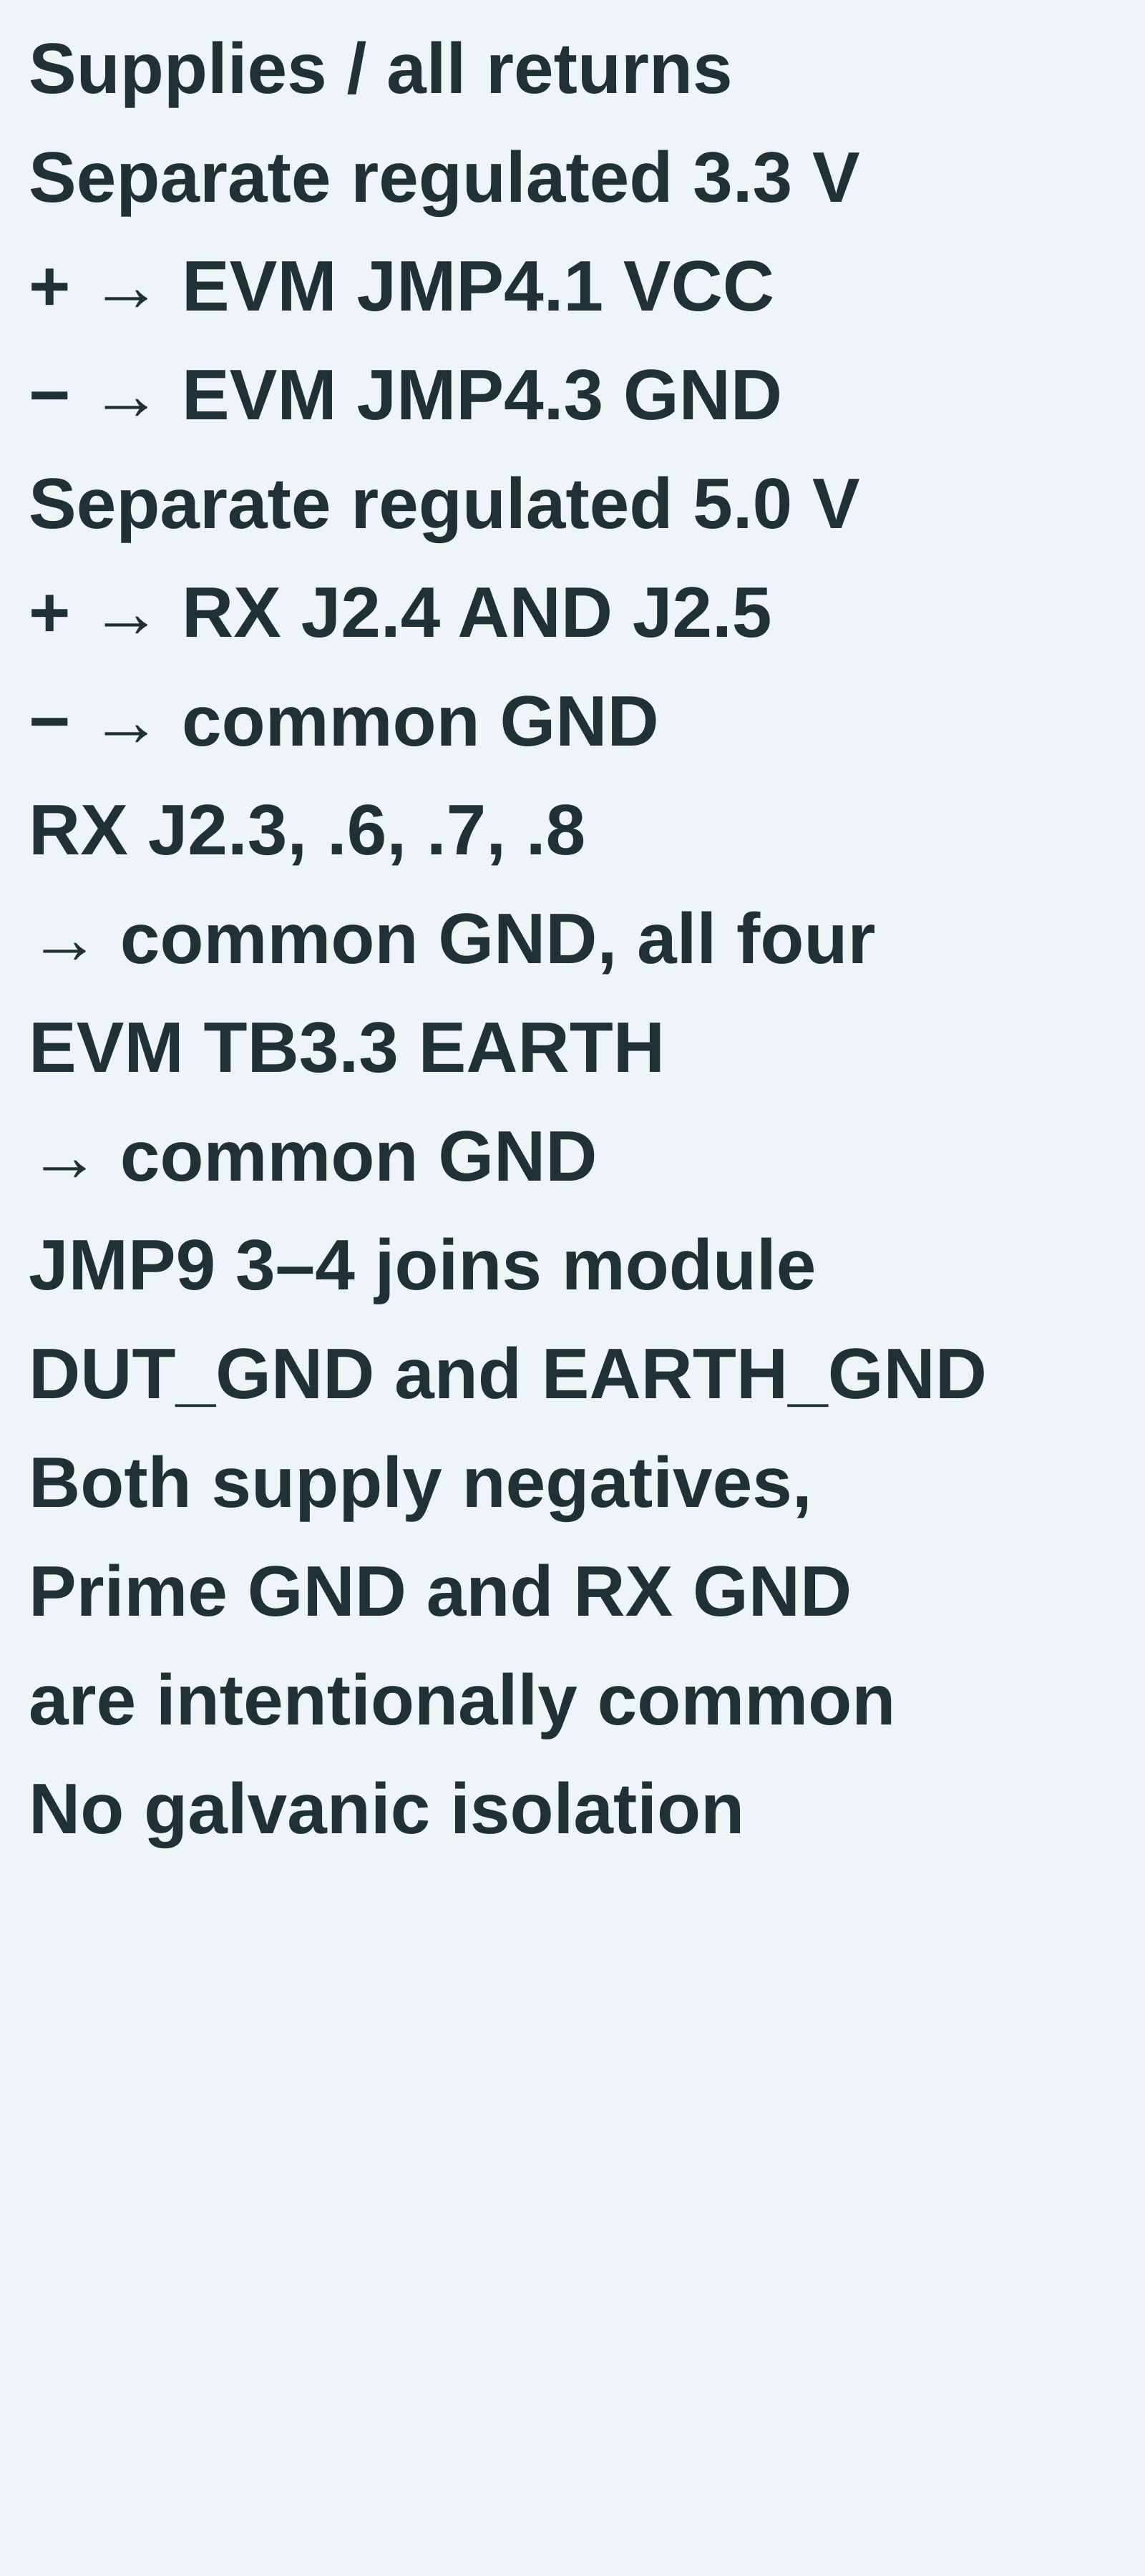 Supplies / all returns
Separate regulated 3.3 V
+ → EVM JMP4.1 VCC
− → EVM JMP4.3 GND
Separate regulated 5.0 V
+ → RX J2.4 AND J2.5
− → common GND
RX J2.3, .6, .7, .8
→ common GND, all four
EVM TB3.3 EARTH
→ common GND
JMP9 3–4 joins module
DUT_GND and EARTH_GND
Both supply negatives,
Prime GND and RX GND
are intentionally common
No galvanic isolation